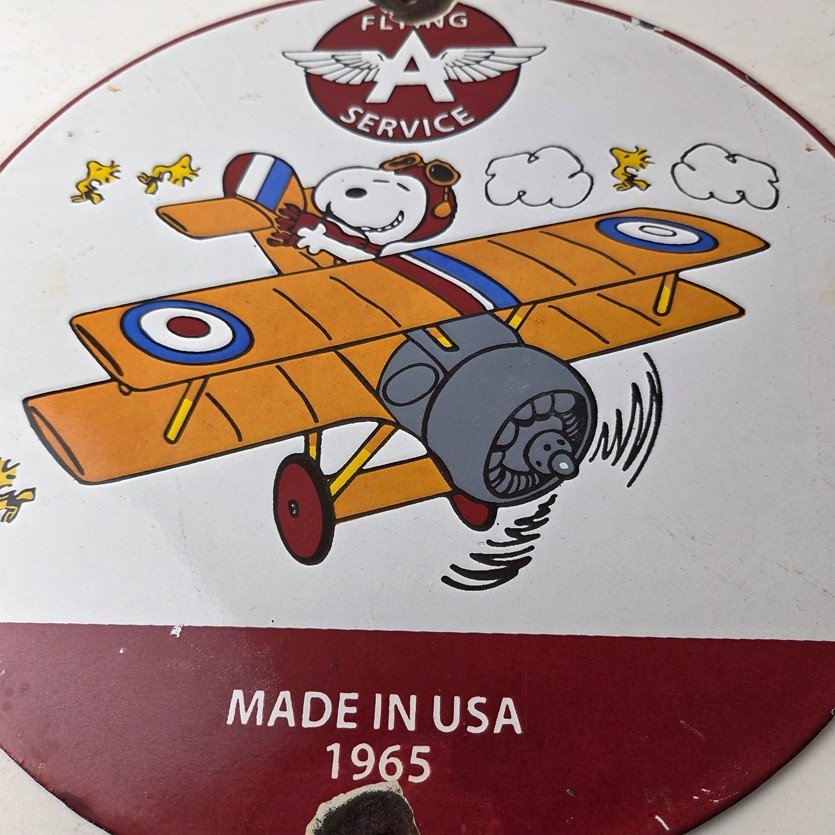 FLYING
A
SERVICE
MADE IN USA
1965